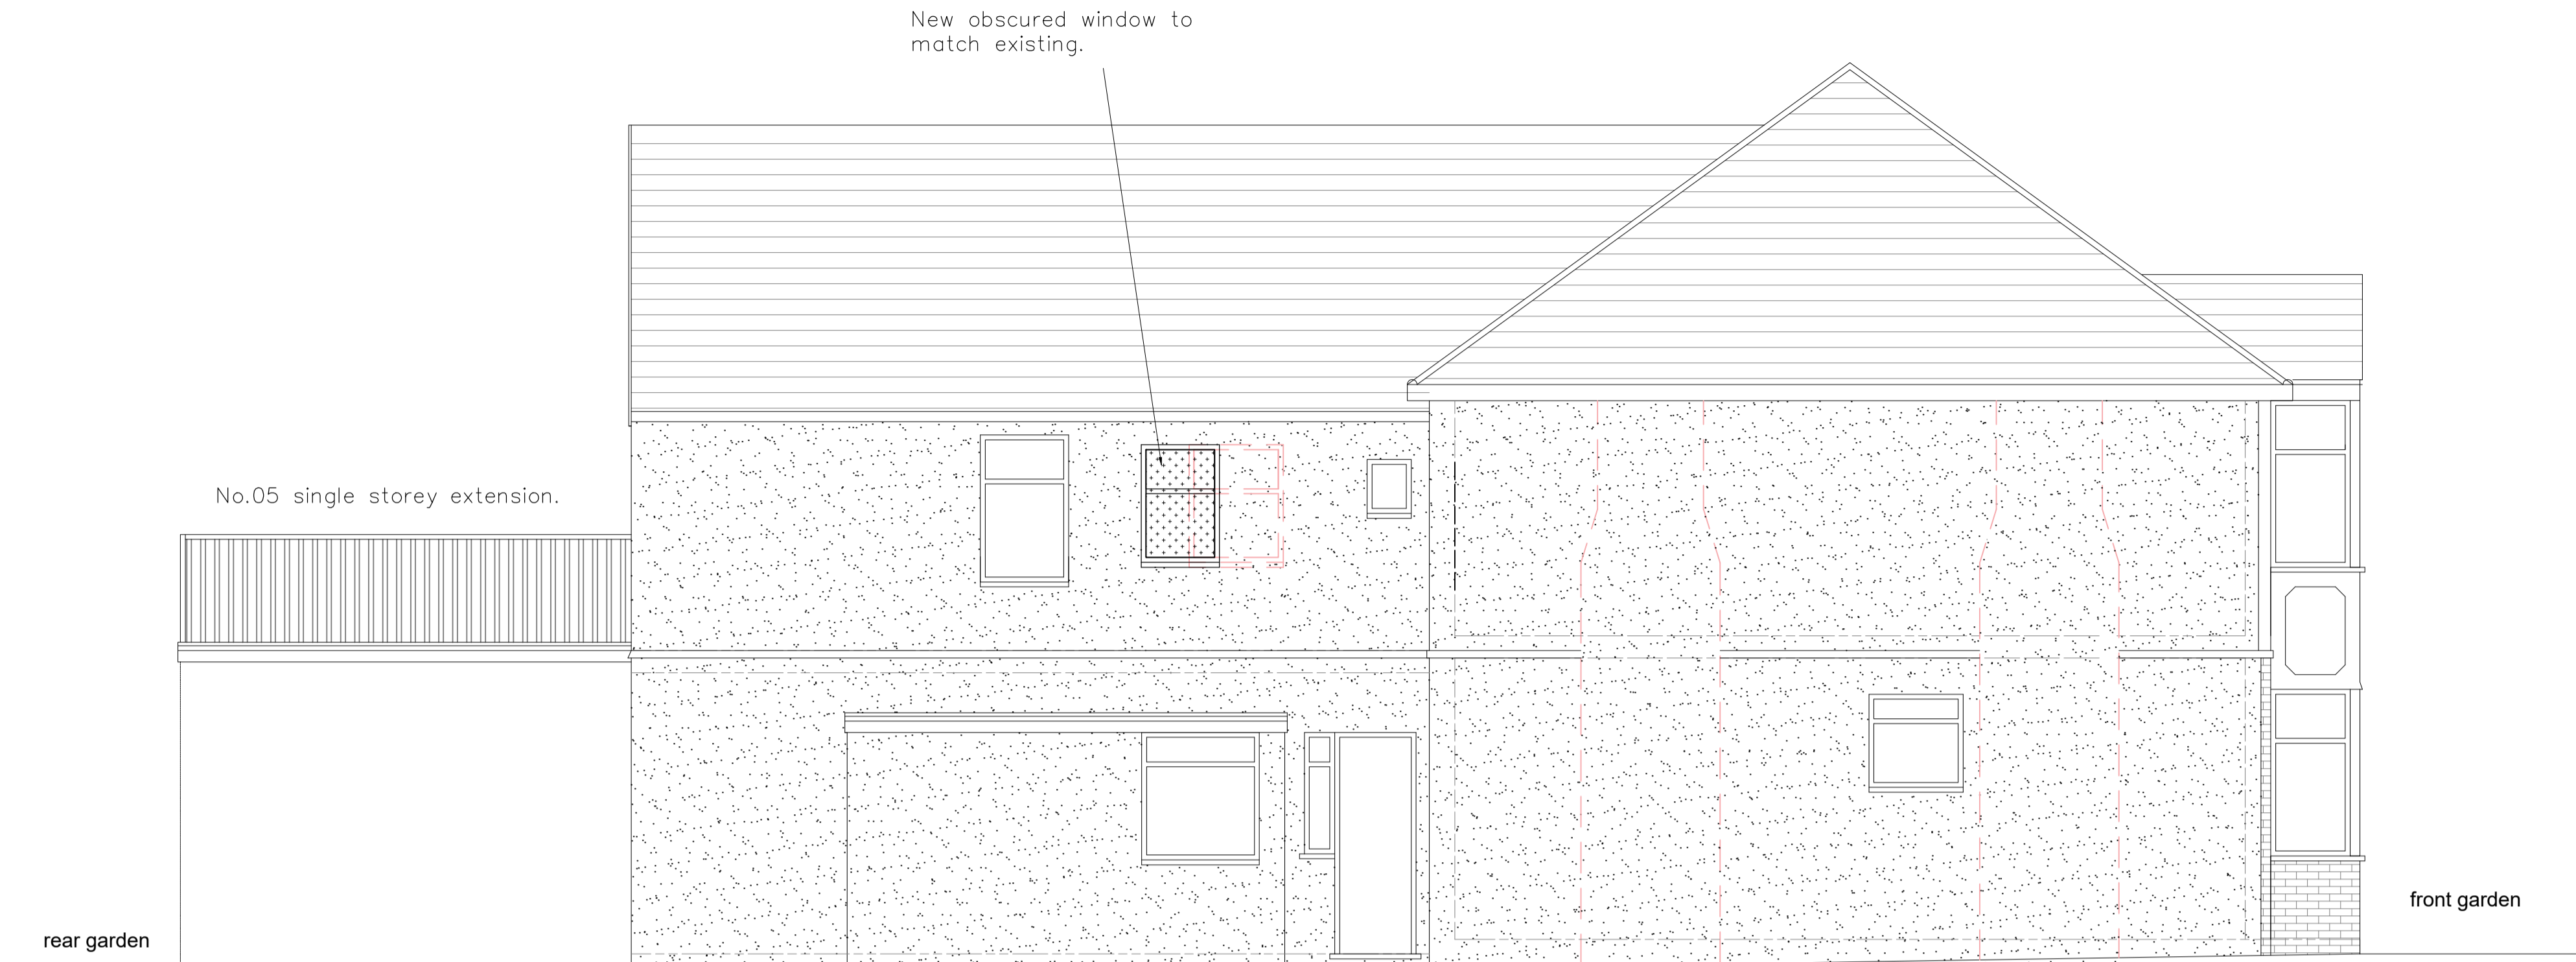 New obscured window to
match existing.
No.05 single storey extension.
front garden
rear garden